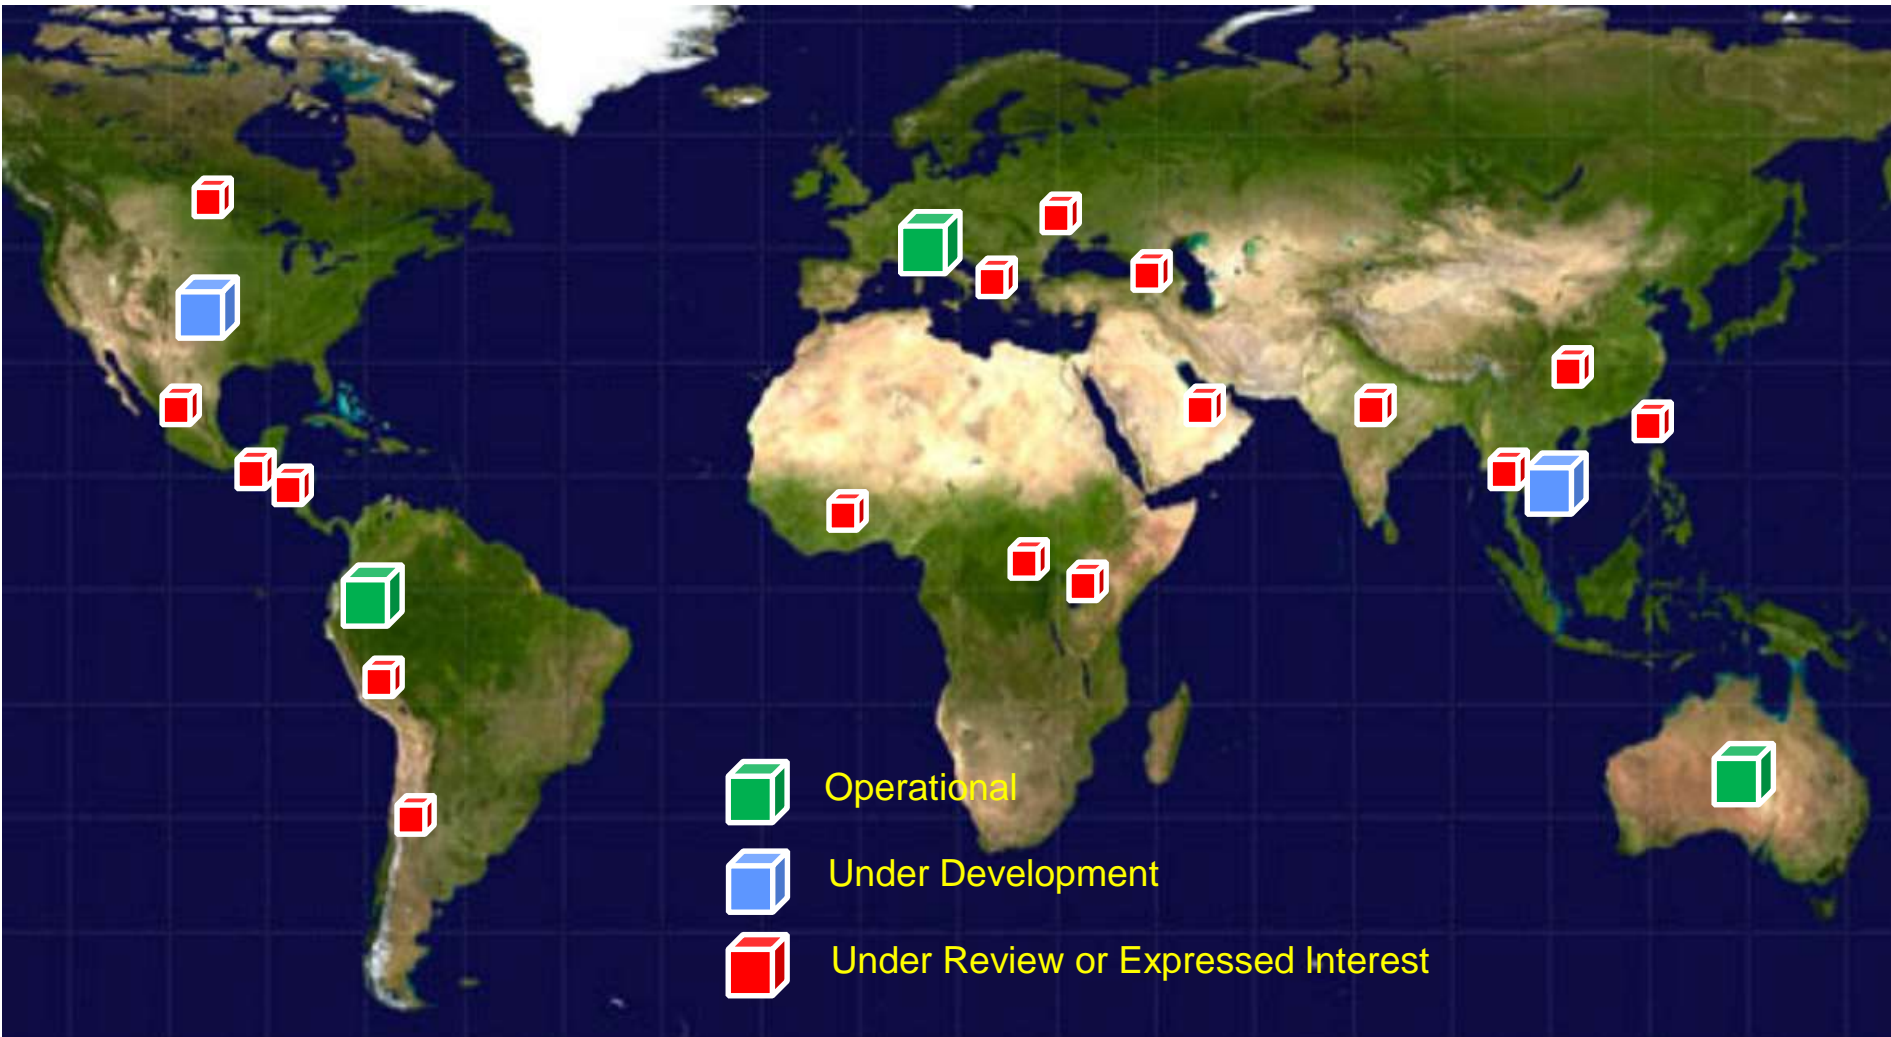 Operational
Under Development
Under Review or Expressed Interest